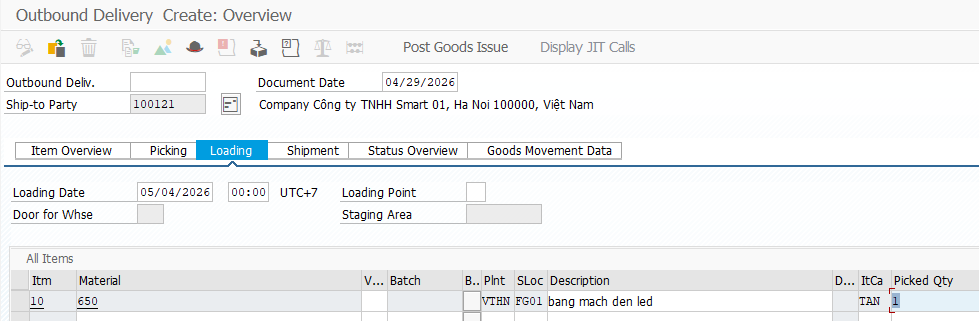 Outbound Delivery Create: Overview
Post Goods Issue Display JIT Calls
Outbound Deliv. Document Date 04/29/2026
Ship-to Party 100121 Company Công ty TNHH Smart 01, Ha Noi 100000, Việt Nam
Item Overview Picking Loading Shipment Status Overview Goods Movement Data
Loading Date 05/04/2026 00:00 UTC+7 Loading Point
Door for Whse Staging Area
All Items
Itm Material V... Batch B.. Plnt SLoc Description D... ItCa Picked Qty
10 650 VTHN FG01 bang mach den led TAN 1